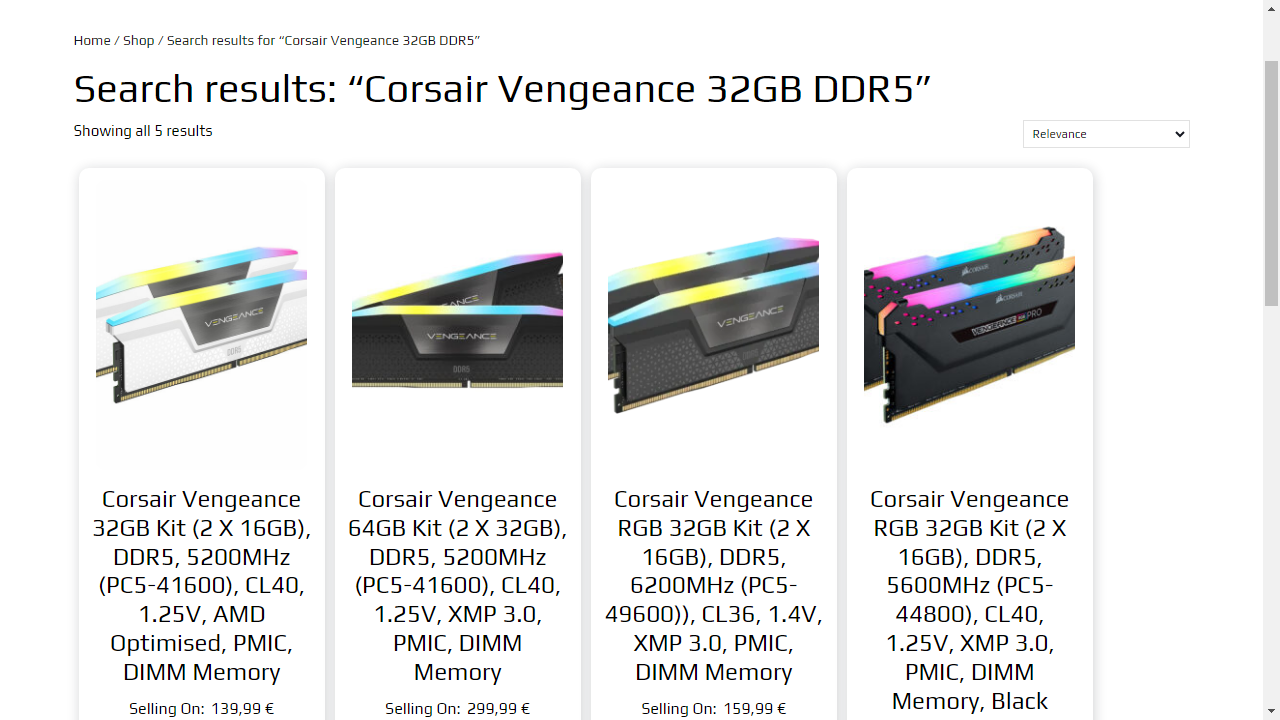 Home / Shop / Search results for “Corsair Vengeance 32GB DDR5”
Search results: “Corsair Vengeance 32GB DDR5”
Showing all 5 results
Relevance
VENGEANCE
DDR5
VENGEANCE
VENGEANCE
DDR5
VENGEANCE
CORSAIR
CORSAIR
VENGEANCE RGB PRO
Corsair Vengeance
32GB Kit (2 X 16GB),
DDR5, 5200MHz
(PC5-41600), CL40,
1.25V, AMD
Optimised, PMIC,
DIMM Memory
Selling On: 139,99 €
Corsair Vengeance
64GB Kit (2 X 32GB),
DDR5, 5200MHz
(PC5-41600), CL40,
1.25V, XMP 3.0,
PMIC, DIMM
Memory
Selling On: 299,99 €
Corsair Vengeance
RGB 32GB Kit (2 X
16GB), DDR5,
6200MHz (PC5-
49600)), CL36, 1.4V,
XMP 3.0, PMIC,
DIMM Memory
Selling On: 159,99 €
Corsair Vengeance
RGB 32GB Kit (2 X
16GB), DDR5,
5600MHz (PC5-
44800), CL40,
1.25V, XMP 3.0,
PMIC, DIMM
Memory, Black